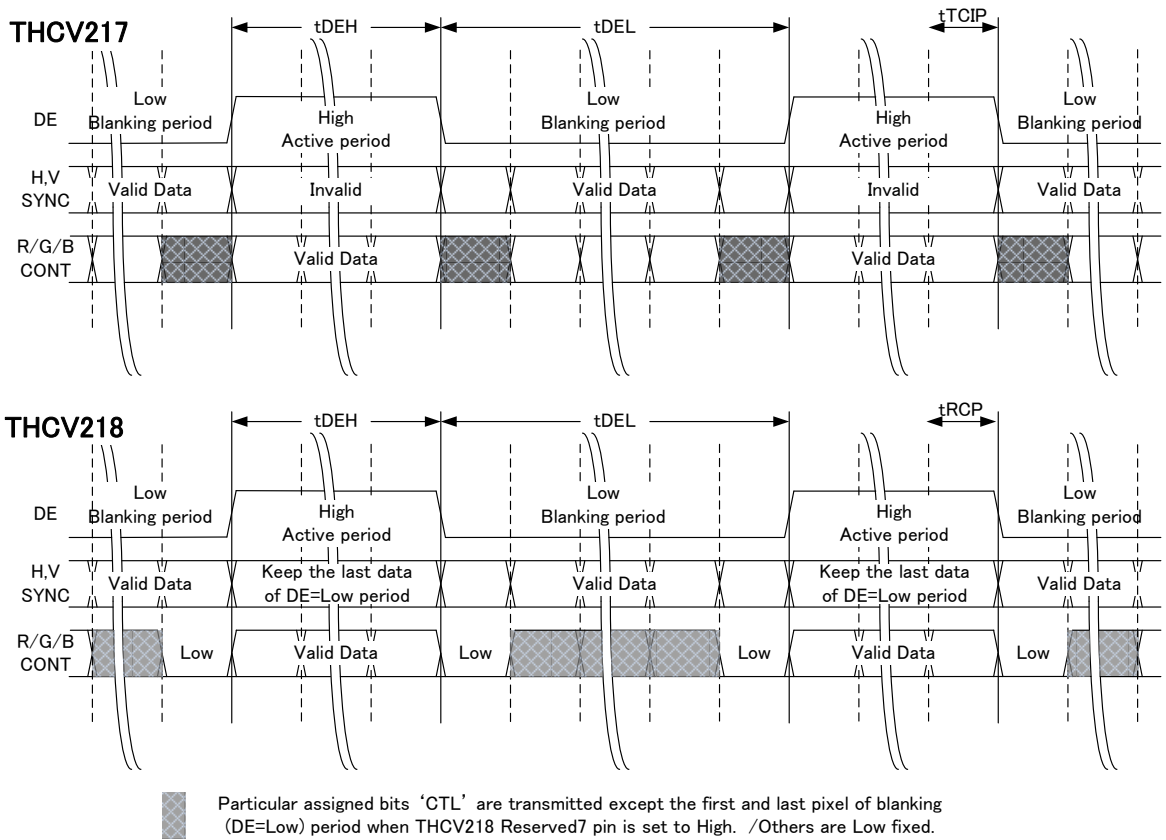 THCV217
tDEH
tDEL
tTCIP
DE
Low
Blanking period
High
Active period
Low
Blanking period
High
Active period
Low
Blanking period
H,V
SYNC
Valid Data
Invalid
Valid Data
Invalid
Valid Data
R/G/B
CONT
Valid Data
Valid Data
Valid Data
THCV218
tDEH
tDEL
tRCP
DE
Low
Blanking period
High
Active period
Low
Blanking period
High
Active period
Low
Blanking period
H,V
SYNC
Valid Data
Keep the last data
of DE=Low period
Valid Data
Keep the last data
of DE=Low period
Valid Data
R/G/B
CONT
Low
Valid Data
Low
Low
Valid Data
Low
Particular assigned bits ‘CTL’ are transmitted except the first and last pixel of blanking
(DE=Low) period when THCV218 Reserved7 pin is set to High. /Others are Low fixed.